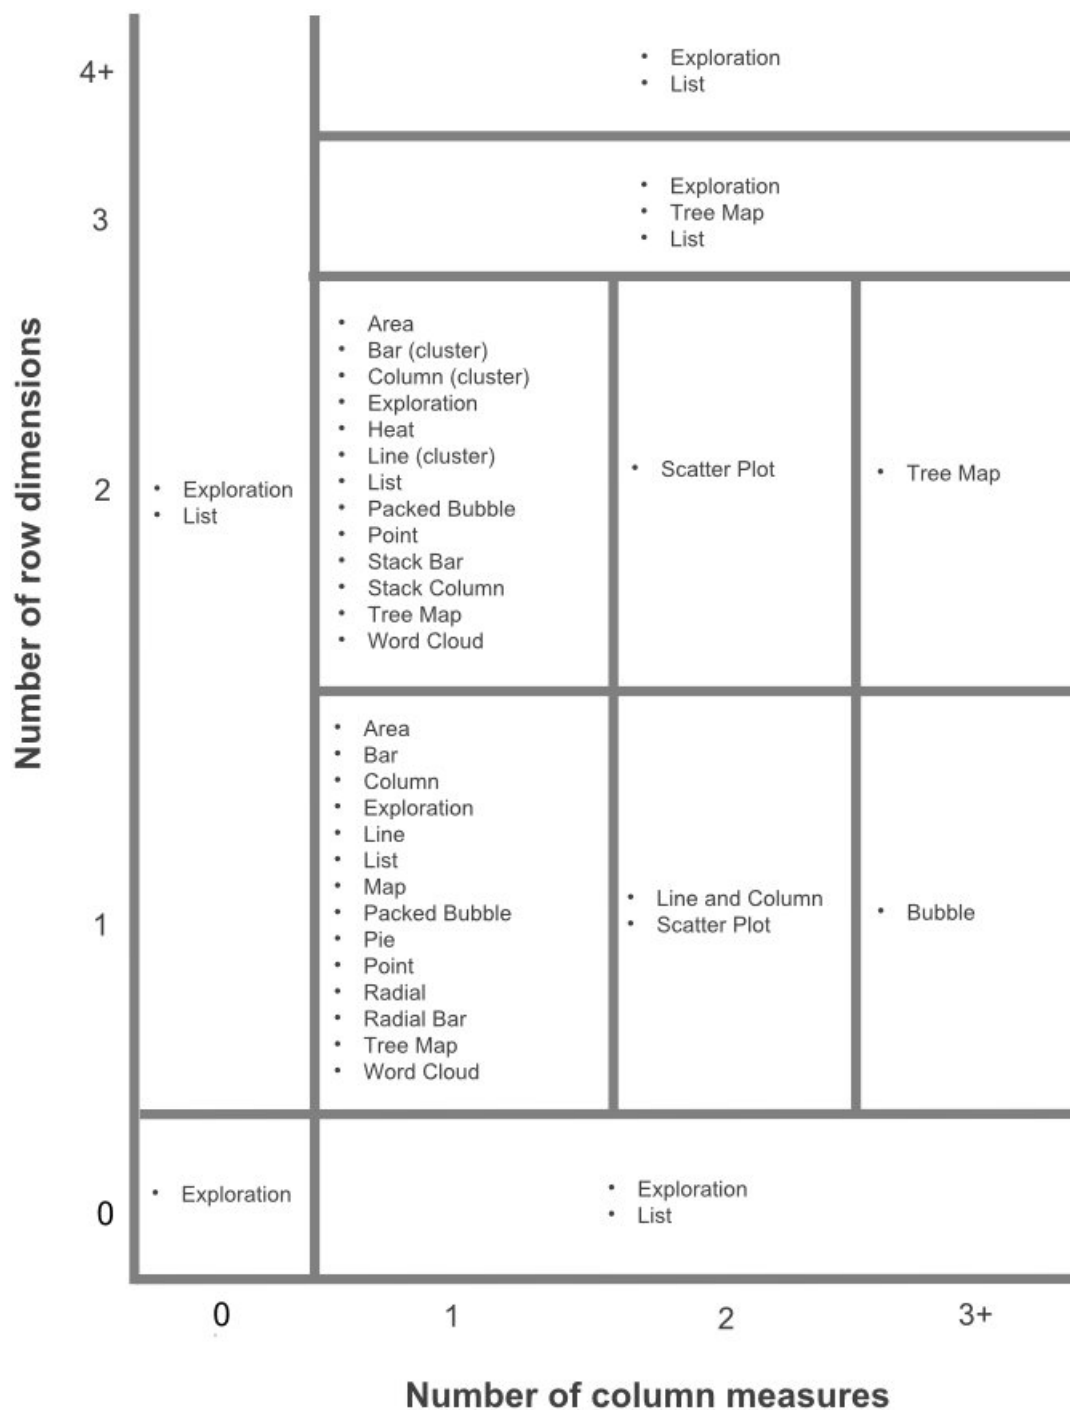 4+
• Exploration
• List
3
• Exploration
• Tree Map
• List
Number of row dimensions
2
• Exploration
• List
• Area
• Bar (cluster)
• Column (cluster)
• Exploration
• Heat
• Line (cluster)
• List
• Packed Bubble
• Point
• Stack Bar
• Stack Column
• Tree Map
• Word Cloud
• Scatter Plot
• Tree Map
1
• Area
• Bar
• Column
• Exploration
• Line
• List
• Map
• Packed Bubble
• Pie
• Point
• Radial
• Radial Bar
• Tree Map
• Word Cloud
• Line and Column
• Scatter Plot
• Bubble
0
• Exploration
• Exploration
• List
0 1 2 3+
Number of column measures